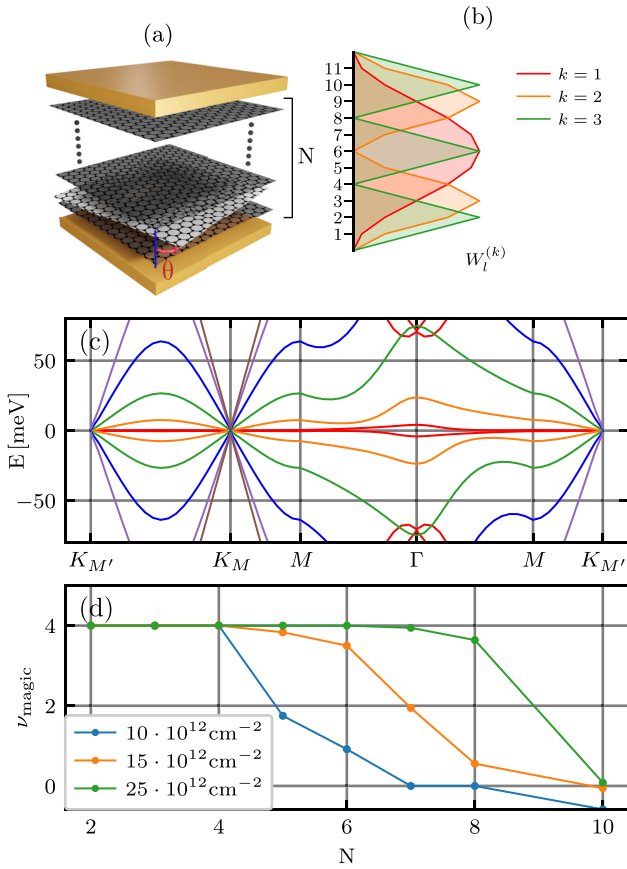 (a)
N
θ
(b)
11
10
9
8
7
6
5
4
3
2
1
W_l^{(k)}
k = 1
k = 2
k = 3
(c)
E [meV]
50
0
−50
K_{M'}
K_M
M
Γ
M
K_{M'}
(d)
ν_{magic}
4
2
0
10 · 10^{12}cm^{−2}
15 · 10^{12}cm^{−2}
25 · 10^{12}cm^{−2}
2
4
6
8
10
N